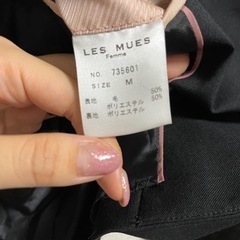 LES MUES
Femme
NO. 735601
SIZE M
表地 毛 50%
ポリエステル 50%
裏地 ポリエステル